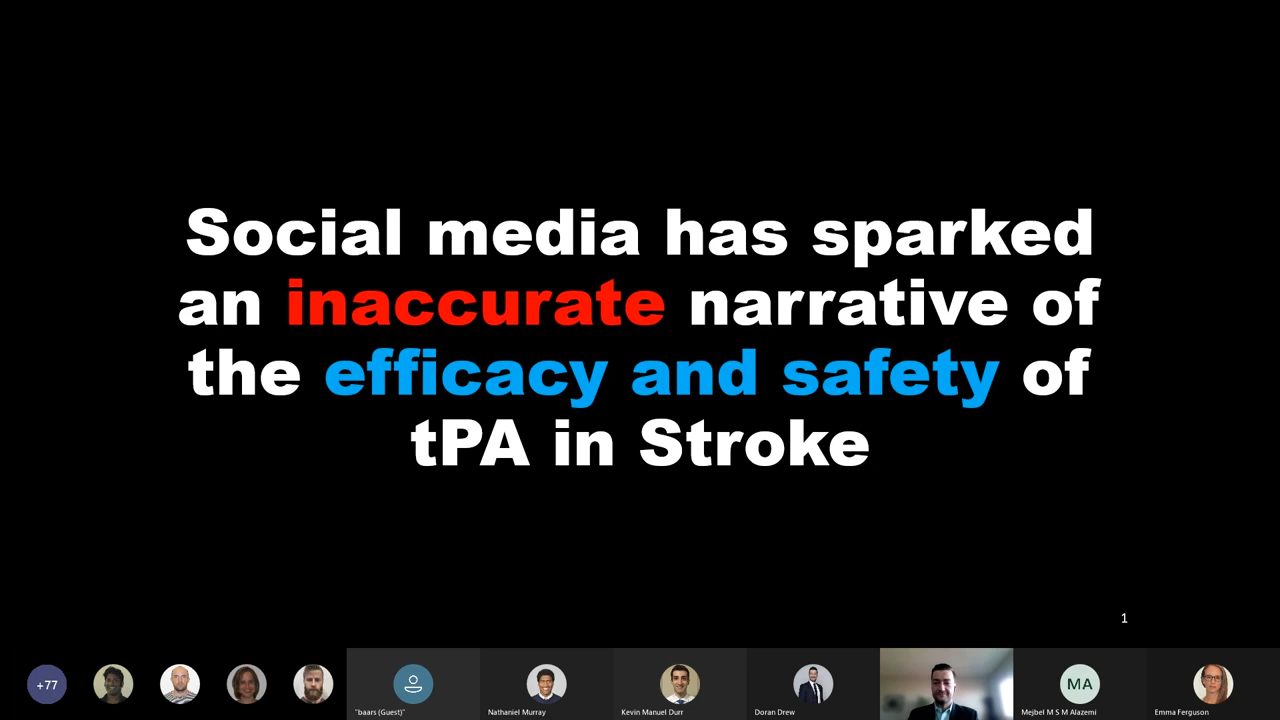 Social media has sparked
an inaccurate narrative of
the efficacy and safety of
tPA in Stroke
1
+77
"baars (Guest)"
Nathaniel Murray
Kevin Manuel Durr
Doran Drew
MA
Mejbel M S M Alazemi
Emma Ferguson